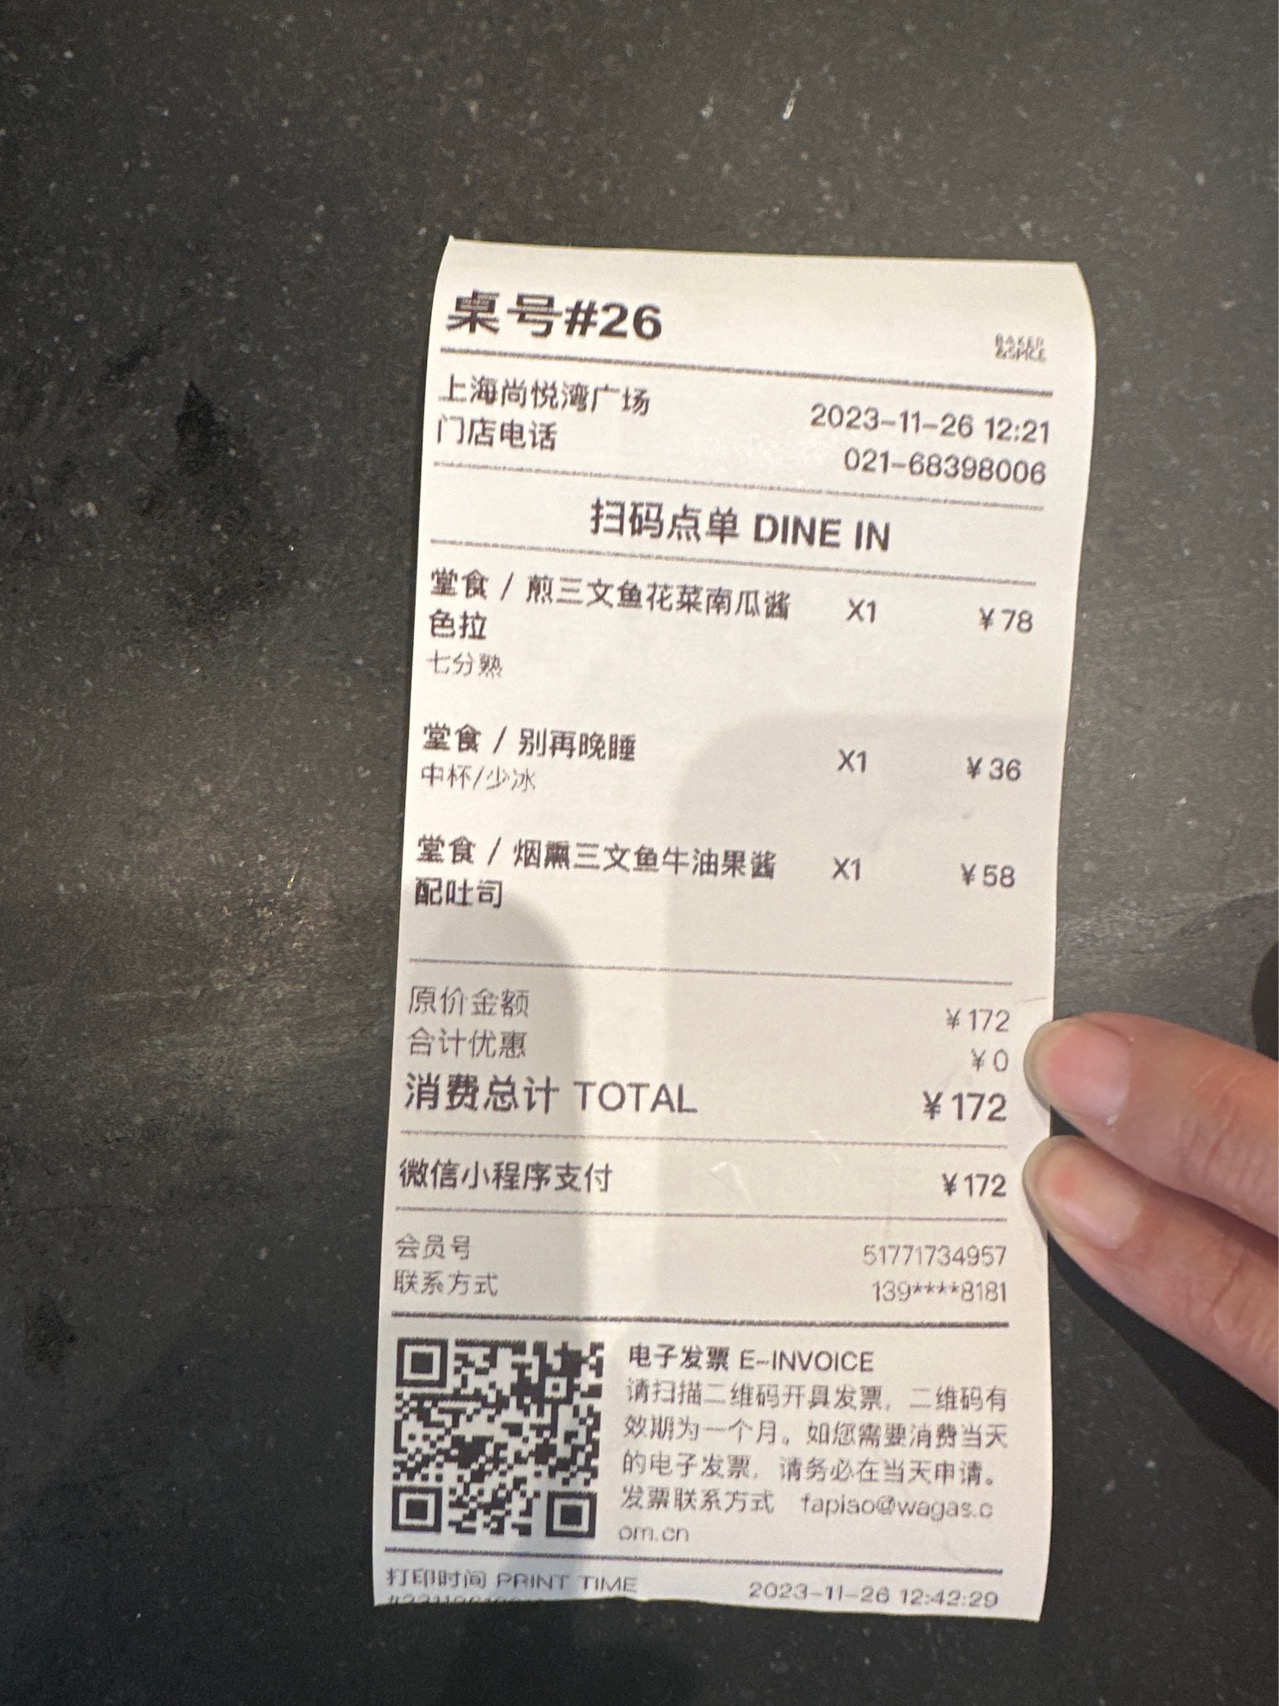 桌号#26
BAKER
&SPICE
上海尚悦湾广场 2023-11-26 12:21
门店电话 021-68398006
扫码点单 DINE IN
堂食 / 煎三文鱼花菜南瓜酱 X1 ¥78
色拉
七分熟
堂食 / 别再晚睡 X1 ¥36
中杯/少冰
堂食 / 烟熏三文鱼牛油果酱 X1 ¥58
配吐司
原价金额 ¥172
合计优惠 ¥0
消费总计 TOTAL ¥172
微信小程序支付 ¥172
会员号 51771734957
联系方式 139****8181
电子发票 E-INVOICE
请扫描二维码开具发票，二维码有
效期为一个月。如您需要消费当天
的电子发票，请务必在当天申请。
发票联系方式 fapiao@wagas.c
om.cn
打印时间 PRINT TIME 2023-11-26 12:42:29